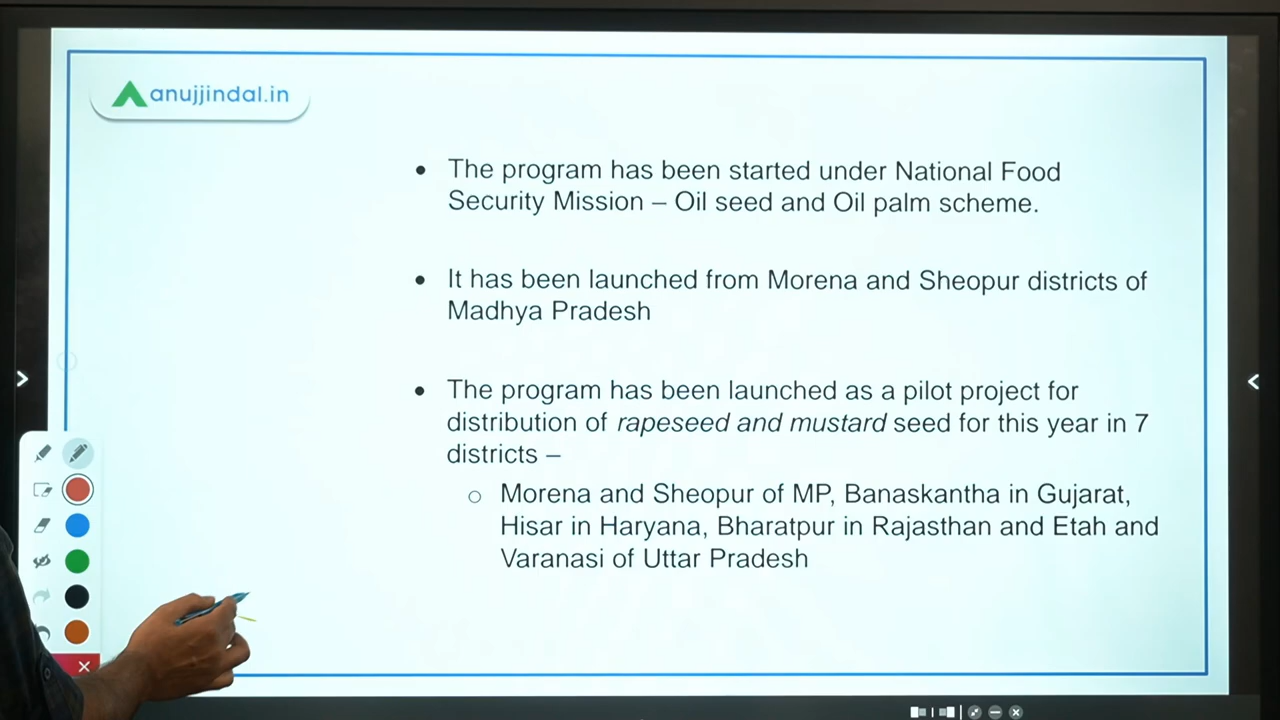 anujjindal.in
• The program has been started under National Food
Security Mission – Oil seed and Oil palm scheme.
• It has been launched from Morena and Sheopur districts of
Madhya Pradesh
• The program has been launched as a pilot project for
distribution of rapeseed and mustard seed for this year in 7
districts –
○ Morena and Sheopur of MP, Banaskantha in Gujarat,
Hisar in Haryana, Bharatpur in Rajasthan and Etah and
Varanasi of Uttar Pradesh